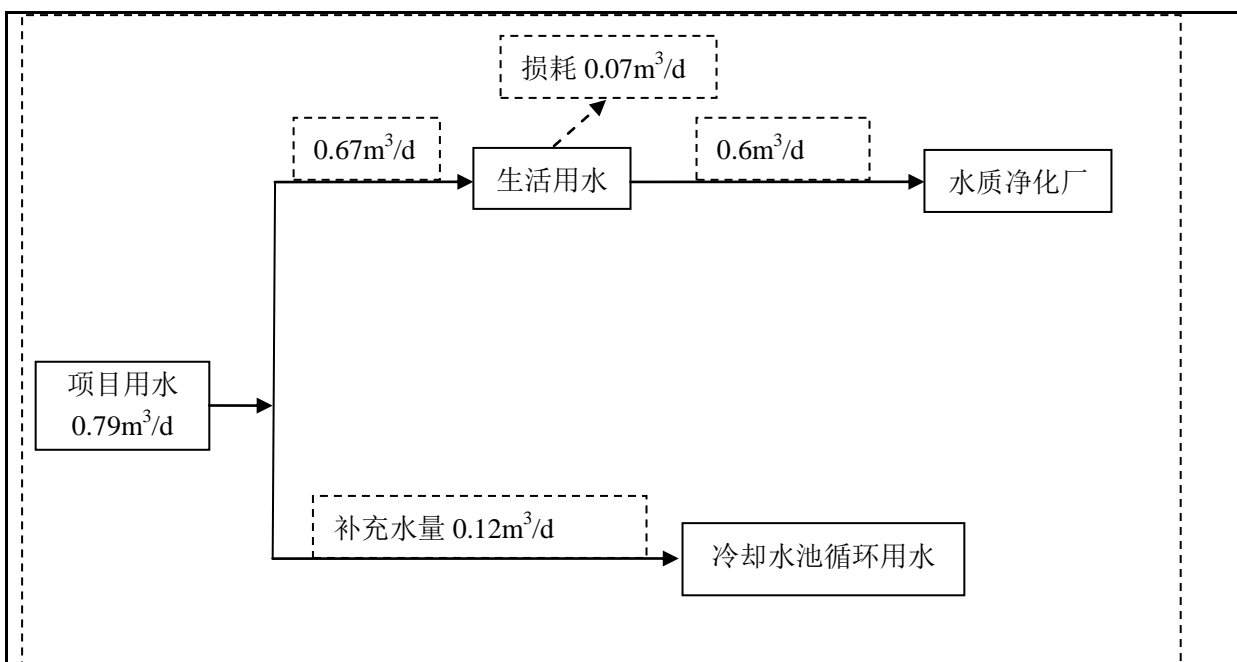 损耗 0.07m³/d
0.67m³/d
生活用水
0.6m³/d
水质净化厂
项目用水
0.79m³/d
补充水量 0.12m³/d
冷却水池循环用水